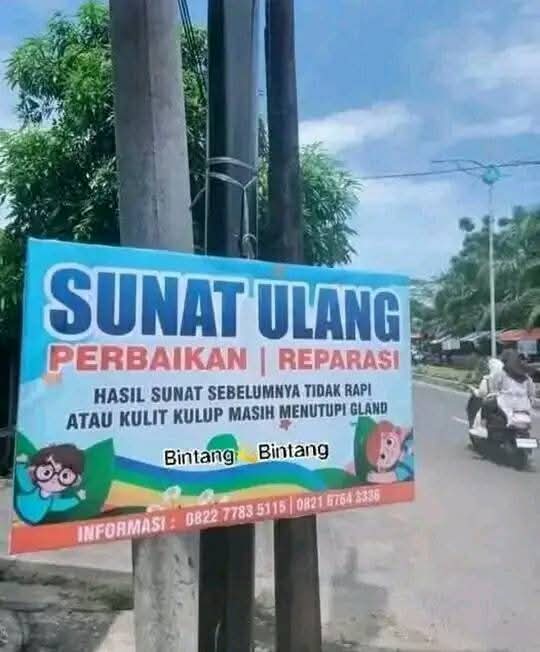 SUNAT ULANG
PERBAIKAN | REPARASI
HASIL SUNAT SEBELUMNYA TIDAK RAPI
ATAU KULIT KULUP MASIH MENUTUPI GLAND
Bintang Bintang
INFORMASI : 0822 7783 5115 | 0821 6764 3336